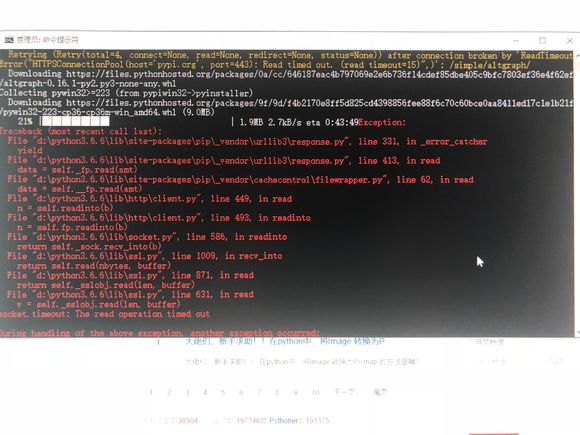 管理员: 命令提示符
Retrying (Retry(total=4, connect=None, read=None, redirect=None, status=None)) after connection broken by 'ReadTimeout
Error("HTTPSConnectionPool(host='pypi.org', port=443): Read timed out. (read timeout=15)",)': /simple/altgraph/
Downloading https://files.pythonhosted.org/packages/0a/cc/646187eac4b797069e2e6b736f14cdef85dbe405c9bfc7803ef36e4f62ef
/altgraph-0.16.1-py2.py3-none-any.whl
Collecting pywin32>=223 (from pypiwin32->pyinstaller)
Downloading https://files.pythonhosted.org/packages/9f/9d/f4b2170e8ff5d825cd4398856fee88f6c70c60bce0aa8411ed17c1e1b21f
/pywin32-223-cp36-cp36m-win_amd64.whl (9.0MB)
21% | | 1.9MB 2.7kB/s eta 0:43:49Exception:
Traceback (most recent call last):
File "d:\python3.6.6\lib\site-packages\pip\_vendor\urllib3\response.py", line 331, in _error_catcher
yield
File "d:\python3.6.6\lib\site-packages\pip\_vendor\urllib3\response.py", line 413, in read
data = self._fp.read(amt)
File "d:\python3.6.6\lib\site-packages\pip\_vendor\cachecontrol\filewrapper.py", line 62, in read
data = self.__fp.read(amt)
File "d:\python3.6.6\lib\http\client.py", line 449, in read
n = self.readinto(b)
File "d:\python3.6.6\lib\http\client.py", line 493, in readinto
n = self.fp.readinto(b)
File "d:\python3.6.6\lib\socket.py", line 586, in readinto
return self._sock.recv_into(b)
File "d:\python3.6.6\lib\ssl.py", line 1009, in recv_into
return self.read(nbytes, buffer)
File "d:\python3.6.6\lib\ssl.py", line 871, in read
return self._sslobj.read(len, buffer)
File "d:\python3.6.6\lib\ssl.py", line 631, in read
v = self._sslobj.read(len, buffer)
socket.timeout: The read operation timed out
During handling of the above exception, another exception occurred:
1 大佬们, 新手求助! ! 在python中, 将Image 转换为P
大佬们, 新手求助! ! 在python中, 将Image 转换
1 2 3 4 5 6 7 8 9 10 下一页 尾页
38904 197746 Pythoner 191375